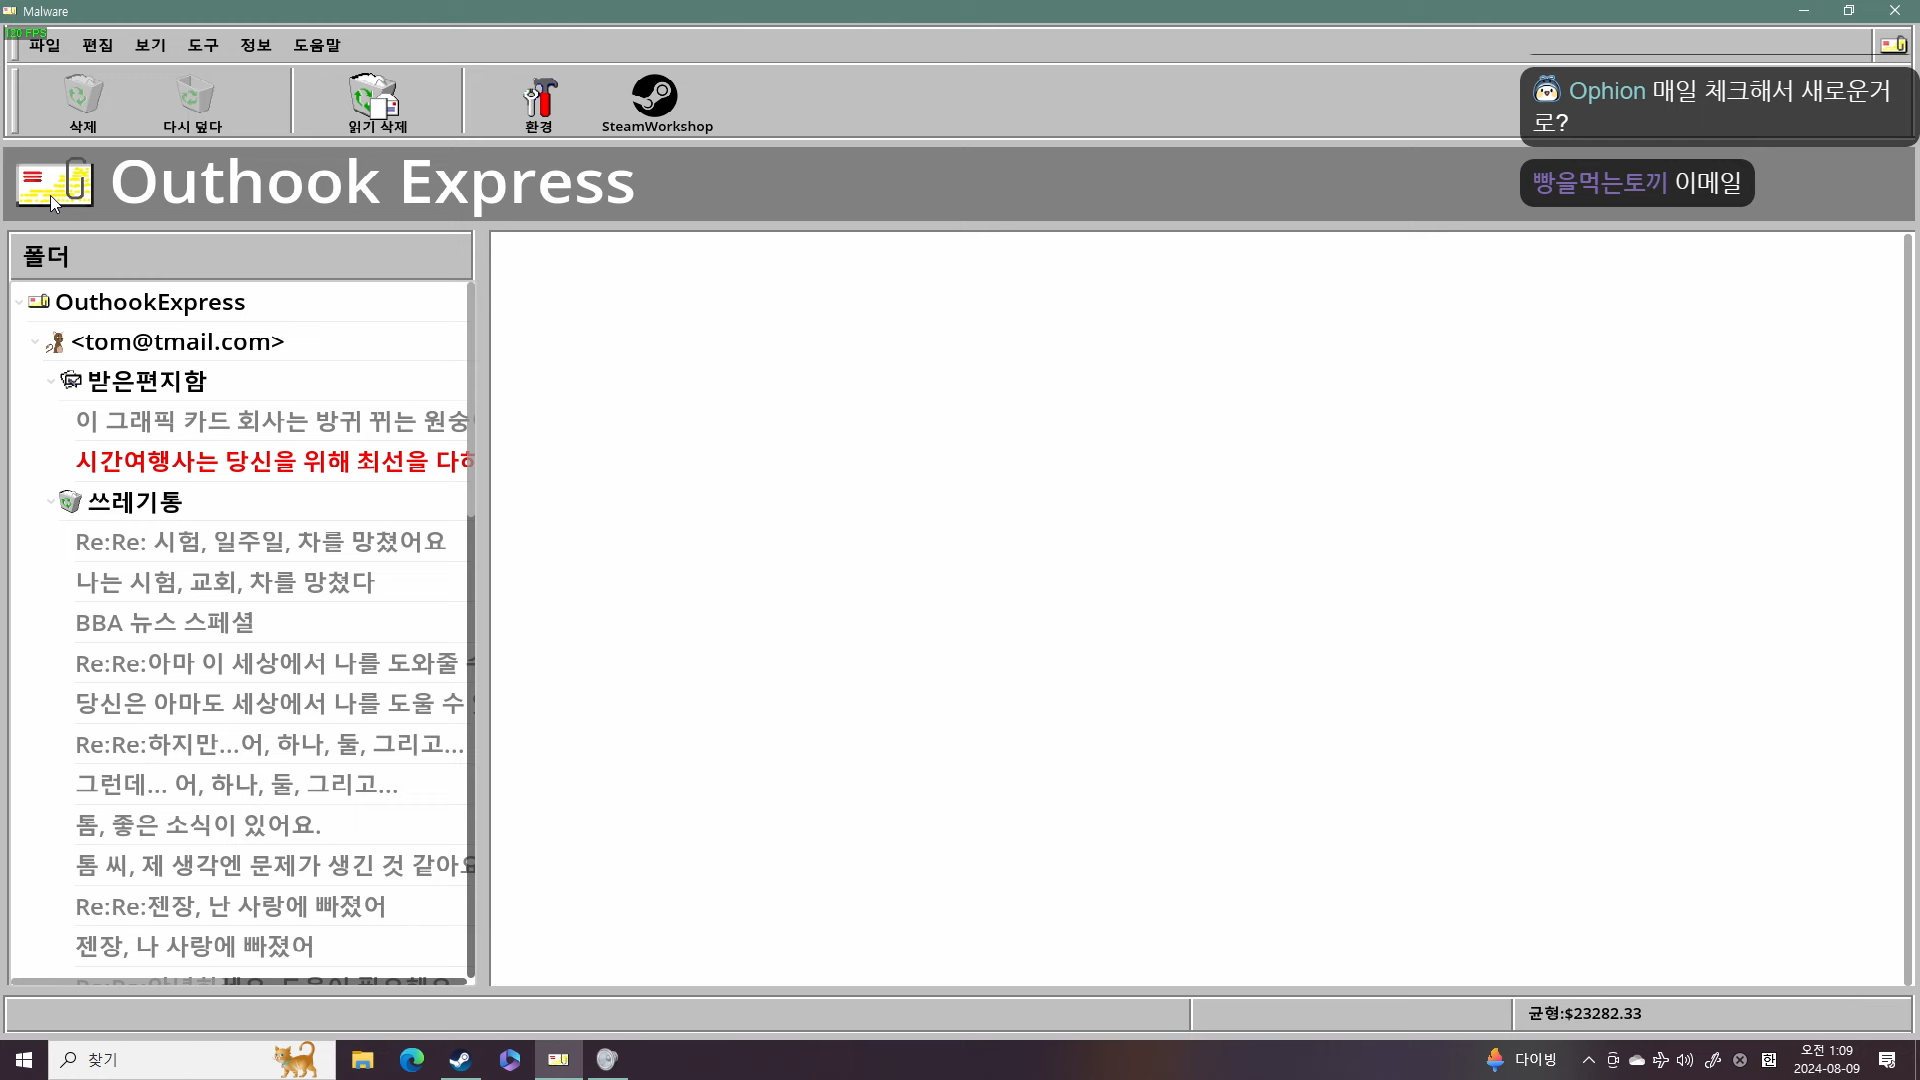 Malware
120 FPS
파일 편집 보기 도구 정보 도움말
삭제 다시 덮다 읽기 삭제 환경 SteamWorkshop
Ophion 매일 체크해서 새로운거
로?
빵을먹는토끼 이메일
Outhook Express
폴더
OuthookExpress
<tom@tmail.com>
받은편지함
이 그래픽 카드 회사는 방귀 뀌는
시간여행사는 당신을 위해 최선을
쓰레기통
Re:Re: 시험, 일주일, 차를 망쳤어요
나는 시험, 교회, 차를 망쳤다
BBA 뉴스 스페셜
Re:Re:아마 이 세상에서 나를 도와줄
당신은 아마도 세상에서 나를 도울 수
Re:Re:하지만...어, 하나, 둘, 그리고...
그런데... 어, 하나, 둘, 그리고...
톰, 좋은 소식이 있어요.
톰 씨, 제 생각엔 문제가 생긴 것 같아요
Re:Re:젠장, 난 사랑에 빠졌어
젠장, 나 사랑에 빠졌어
균형:$23282.33
찾기
다이빙
한
오전 1:09
2024-08-09